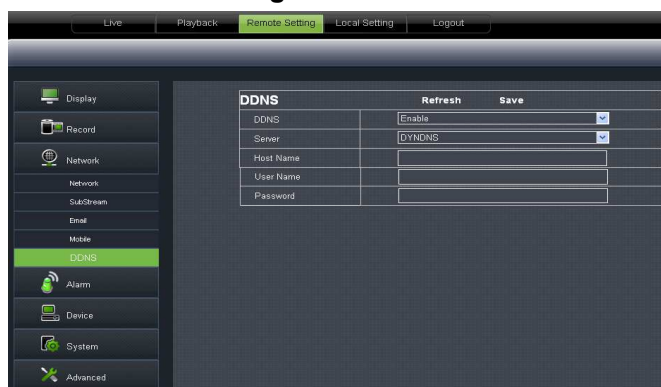 Live Playback Remote Setting Local Setting Logout
Display
Record
Network
Network
SubStream
Email
Mobile
DDNS
Alarm
Device
System
Advanced
DDNS Refresh Save
DDNS Enable
Server DYNDNS
Host Name
User Name
Password